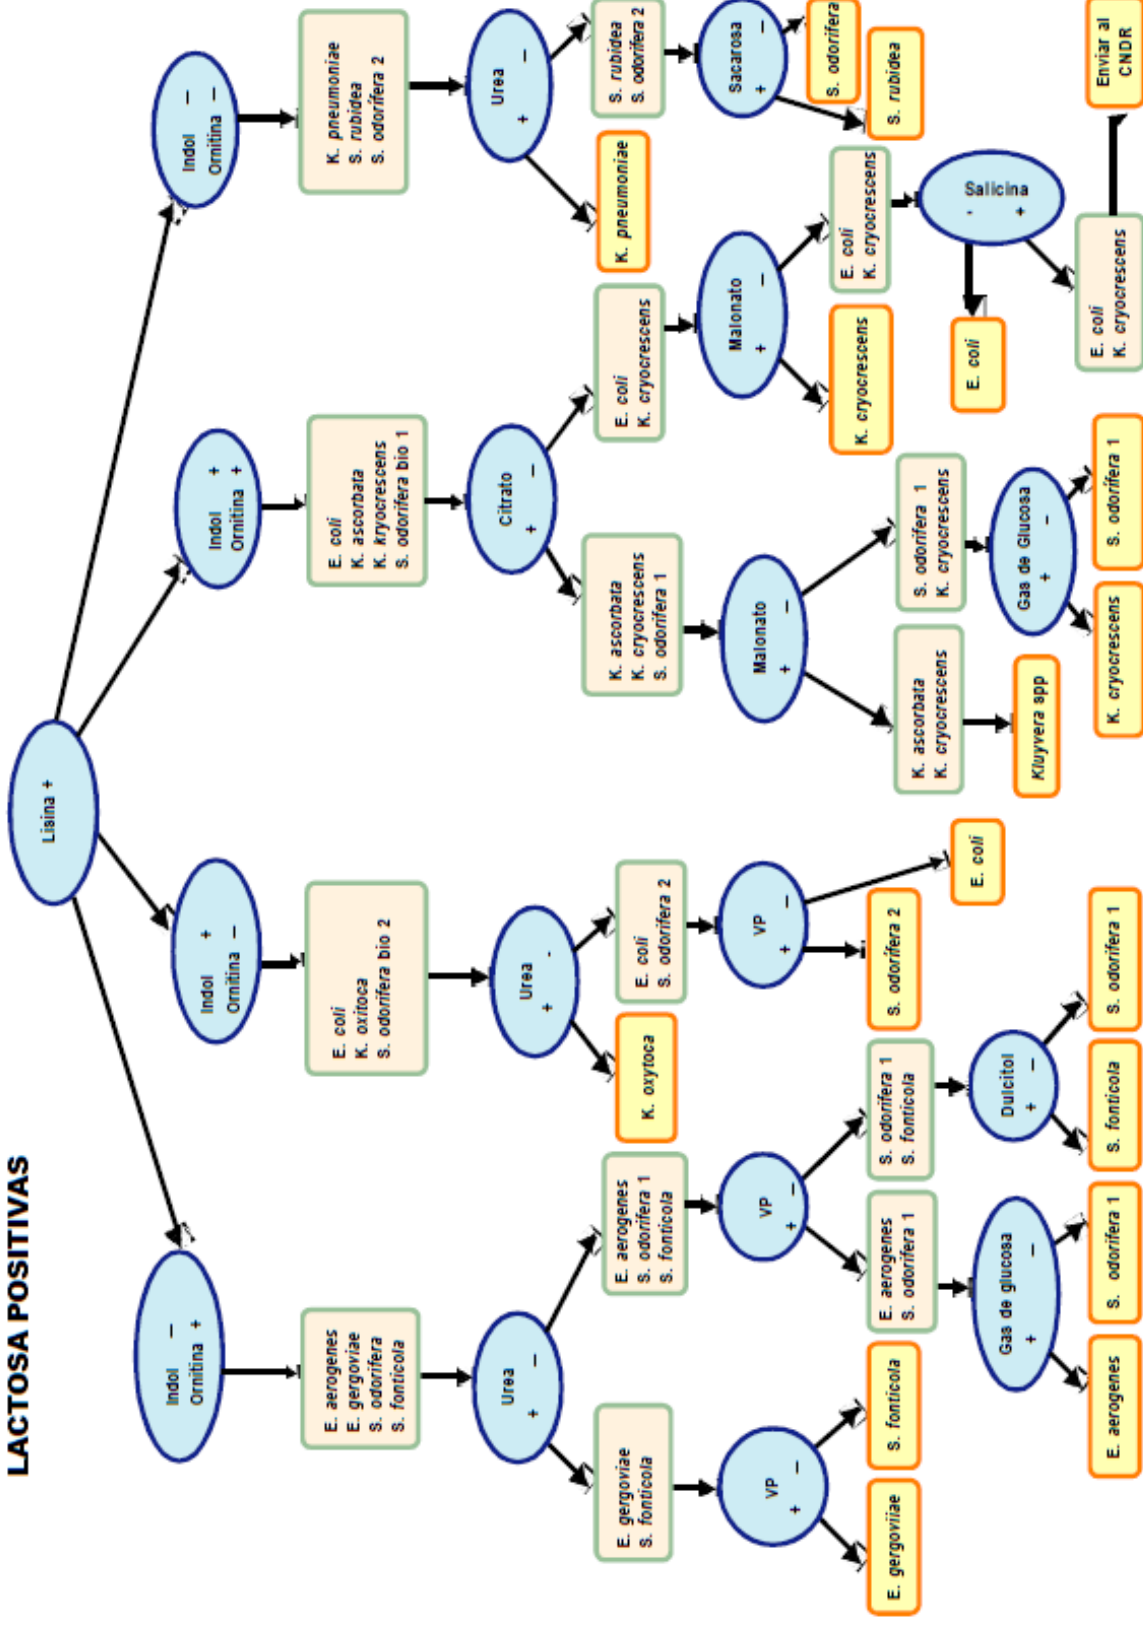 LACTOSA POSITIVAS
Lisina +
Indol −
Ornitina +
Indol +
Ornitina −
Indol +
Ornitina +
Indol −
Ornitina −
E. aerogenes
E. gergoviae
S. odorifera
S. fonticola
E. coli
K. oxitoca
S. odorifera bio 2
E. coli
K. ascorbata
K. kryocrescens
S. odorifera bio 1
K. pneumoniae
S. rubidea
S. odorifera 2
Urea
+ −
Urea
+ -
Citrato
+ −
Urea
+ −
E. gergoviae
S. fonticola
E. aerogenes
S. odorifera 1
S. fonticola
K. oxytoca
E. coli
S. odorifera 2
K. ascorbata
K. cryocrescens
S. odorifera 1
E. coli
K. cryocrescens
K. pneumoniae
S. rubidea
S. odorifera 2
VP
+ −
VP
+ −
VP
+ −
Malonato
+ −
Malonato
+ −
Sacarosa
+ −
E. gergoviiae
S. fonticola
E. aerogenes
S. odorifera 1
S. odorifera 1
S. fonticola
S. odorifera 2
E. coli
K. ascorbata
K. cryocrescens
S. odorifera 1
K. cryocrescens
K. cryocrescens
E. coli
K. cryocrescens
S. rubidea
S. odorifera
Gas de glucosa
+ −
Dulcitol
+ −
Kluyvera spp
Gas de Glucosa
+ −
Salicina
- +
E. coli
E. aerogenes
S. odorifera 1
S. fonticola
S. odorifera 1
K. cryocrescens
S. odorifera 1
E. coli
K. cryocrescens
Enviar al
CNDR